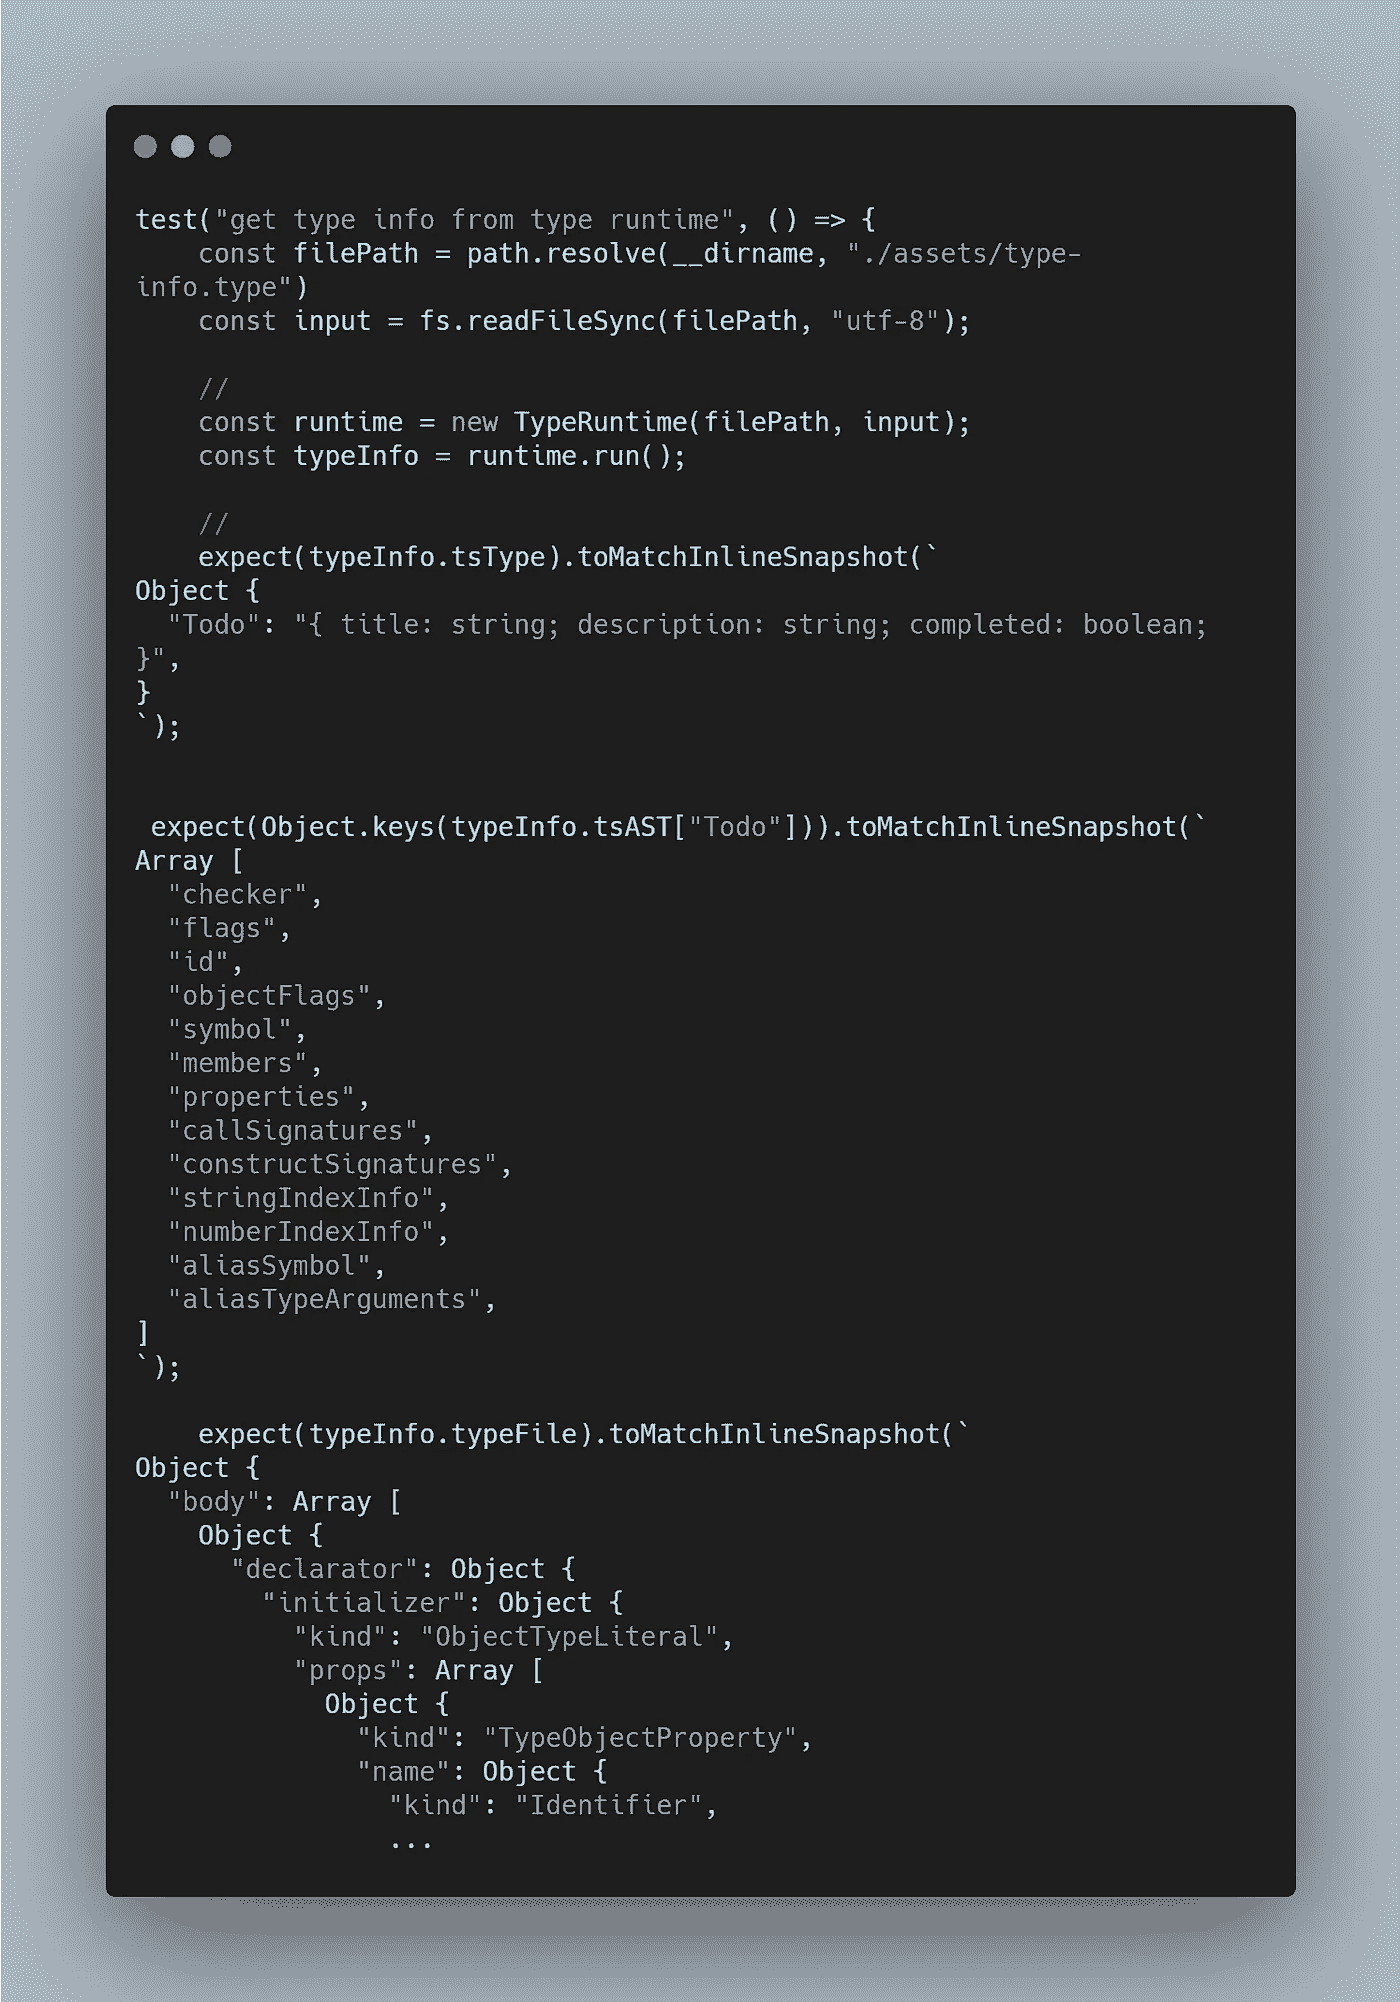 test("get type info from type runtime", () => {
    const filePath = path.resolve(__dirname, "./assets/type-
info.type")
    const input = fs.readFileSync(filePath, "utf-8");

    //
    const runtime = new TypeRuntime(filePath, input);
    const typeInfo = runtime.run();

    //
    expect(typeInfo.tsType).toMatchInlineSnapshot(`
Object {
  "Todo": "{ title: string; description: string; completed: boolean;
}",
}
`);


 expect(Object.keys(typeInfo.tsAST["Todo"])).toMatchInlineSnapshot(`
Array [
  "checker",
  "flags",
  "id",
  "objectFlags",
  "symbol",
  "members",
  "properties",
  "callSignatures",
  "constructSignatures",
  "stringIndexInfo",
  "numberIndexInfo",
  "aliasSymbol",
  "aliasTypeArguments",
]
`);

    expect(typeInfo.typeFile).toMatchInlineSnapshot(`
Object {
  "body": Array [
    Object {
      "declarator": Object {
        "initializer": Object {
          "kind": "ObjectTypeLiteral",
          "props": Array [
            Object {
              "kind": "TypeObjectProperty",
              "name": Object {
                "kind": "Identifier",
                ...